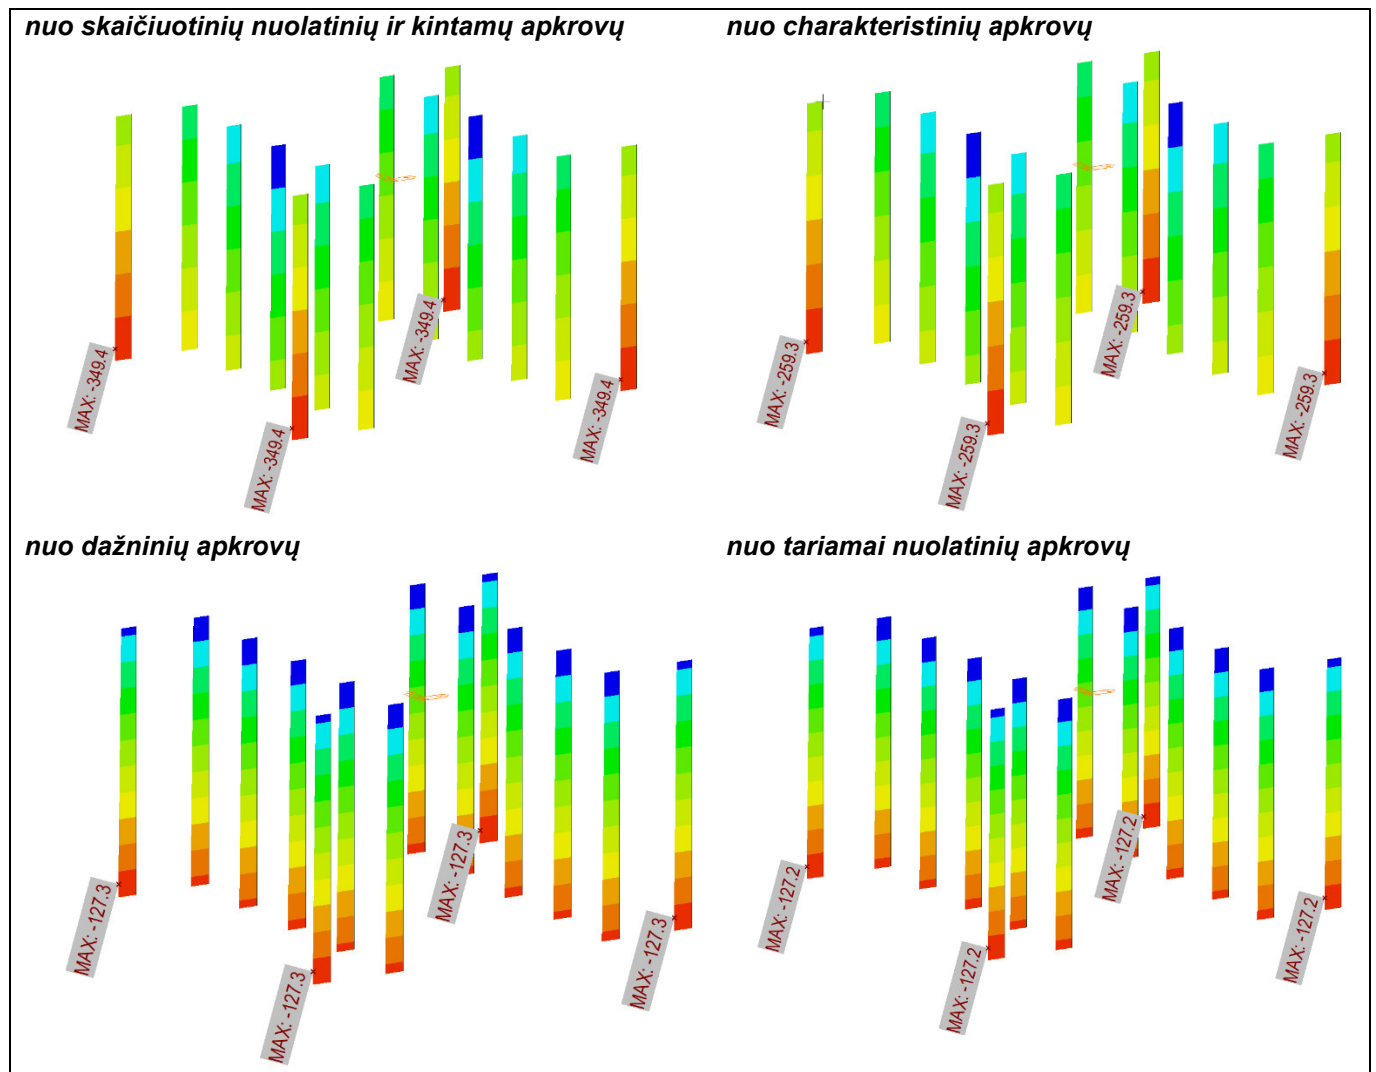 nuo skaičiuotinių nuolatinių ir kintamų apkrovų
nuo charakteristinių apkrovų
MAX: -349.4
MAX: -349.4
MAX: -349.4
MAX: -349.4
MAX: -259.3
MAX: -259.3
MAX: -259.3
MAX: -259.3
nuo dažninių apkrovų
nuo tariamai nuolatinių apkrovų
MAX: -127.3
MAX: -127.3
MAX: -127.3
MAX: -127.3
MAX: -127.2
MAX: -127.2
MAX: -127.2
MAX: -127.2